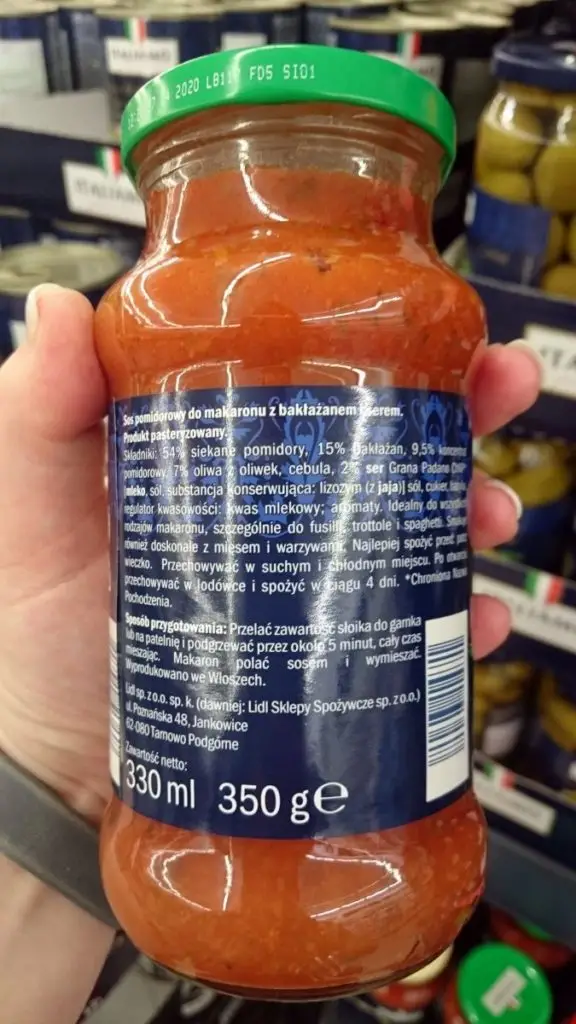 2020 LB11 FD5 SI01
Sos pomidorowy do makaronu z bakłażanem serem.
Produkt pasteryzowany.
Składniki: 54% siekane pomidory, 15% bakłażan, 9,5% koncentrat
pomidorowy, 7% oliwa z oliwek, cebula, 2% ser Grana Padano
[mleko, sól, substancja konserwująca: lizozym (z jaja)] sól, cukier,
regulator kwasowości: kwas mlekowy; aromaty. Idealny do wszystkich
rodzajów makaronu, szczególnie do fusilli, trottole i spaghetti. Smakuje
również doskonale z mięsem i warzywami. Najlepiej spożyć przed: patrz
wieczko. Przechowywać w suchym i chłodnym miejscu. Po otwarciu
przechowywać w lodówce i spożyć w ciągu 4 dni. *Chroniona Nazwa
Pochodzenia.
Sposób przygotowania: Przelać zawartość słoika do garnka
lub na patelnię i podgrzewać przez około 5 minut, cały czas
mieszając. Makaron polać sosem i wymieszać.
Wyprodukowano we Włoszech.
Lidl sp. z o.o. sp. k. (dawniej: Lidl Sklepy Spożywcze sp. z o.o.)
ul. Poznańska 48, Jankowice
62-080 Tarnowo Podgórne
Zawartość netto:
330 ml 350 g e